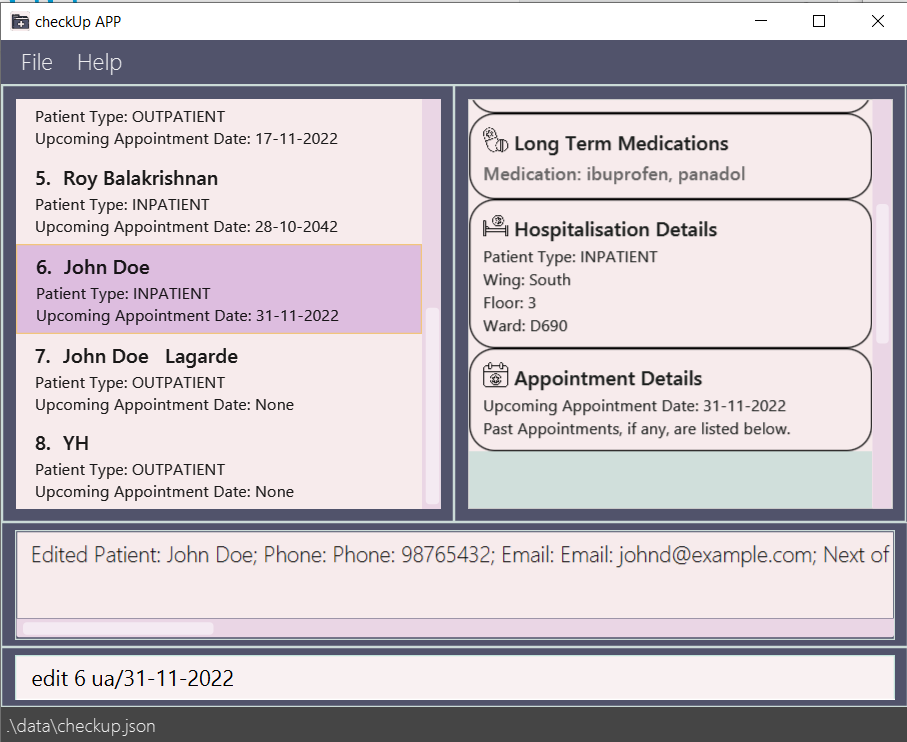 checkUp APP
File Help
Patient Type: OUTPATIENT
Upcoming Appointment Date: 17-11-2022
5. Roy Balakrishnan
Patient Type: INPATIENT
Upcoming Appointment Date: 28-10-2042
6. John Doe
Patient Type: INPATIENT
Upcoming Appointment Date: 31-11-2022
7. John Doe Lagarde
Patient Type: OUTPATIENT
Upcoming Appointment Date: None
8. YH
Patient Type: OUTPATIENT
Upcoming Appointment Date: None
Long Term Medications
Medication: ibuprofen, panadol
Hospitalisation Details
Patient Type: INPATIENT
Wing: South
Floor: 3
Ward: D690
Appointment Details
Upcoming Appointment Date: 31-11-2022
Past Appointments, if any, are listed below.
Edited Patient: John Doe; Phone: Phone: 98765432; Email: Email: johnd@example.com; Next of
edit 6 ua/31-11-2022
.\data\checkup.json